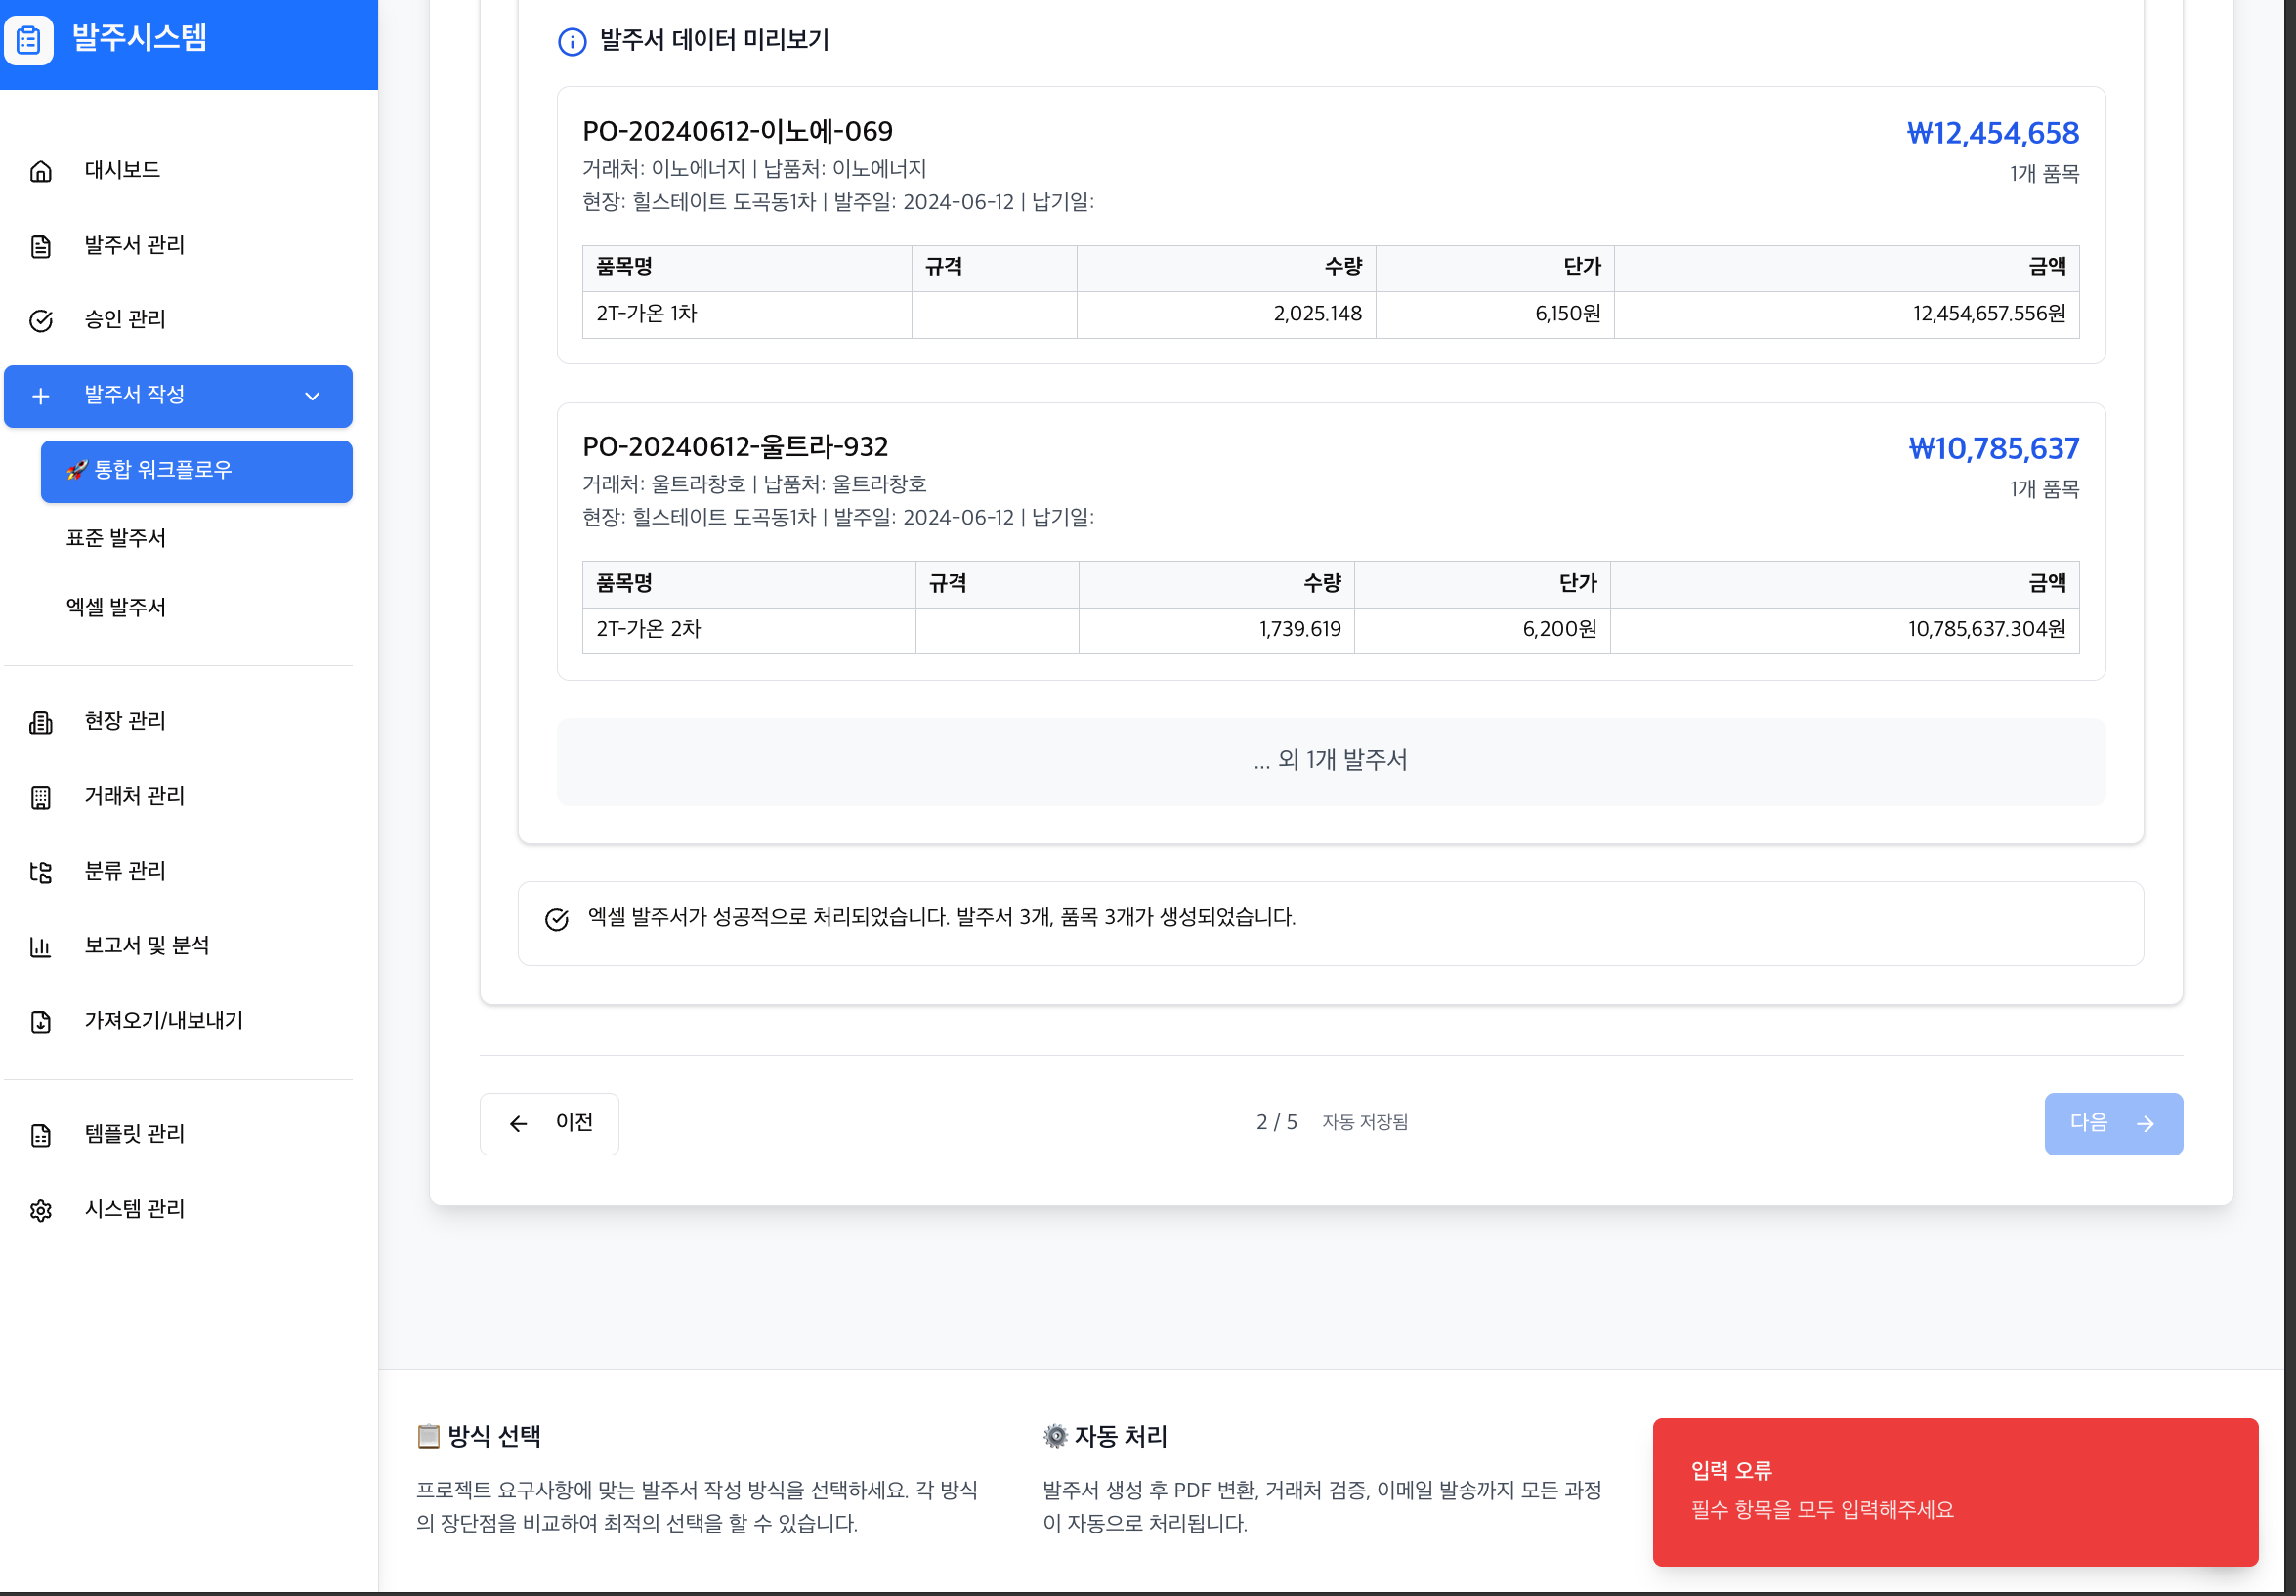 발주시스템
대시보드
발주서 관리
승인 관리
발주서 작성
🚀 통합 워크플로우
표준 발주서
엑셀 발주서
현장 관리
거래처 관리
분류 관리
보고서 및 분석
가져오기/내보내기
템플릿 관리
시스템 관리
발주서 데이터 미리보기
PO-20240612-이노에-069
₩12,454,658
거래처: 이노에너지 | 납품처: 이노에너지
1개 품목
현장: 힐스테이트 도곡동1차 | 발주일: 2024-06-12 | 납기일:
품목명 규격 수량 단가 금액
2T-가온 1차 2,025.148 6,150원 12,454,657.556원
PO-20240612-울트라-932
₩10,785,637
거래처: 울트라창호 | 납품처: 울트라창호
1개 품목
현장: 힐스테이트 도곡동1차 | 발주일: 2024-06-12 | 납기일:
품목명 규격 수량 단가 금액
2T-가온 2차 1,739.619 6,200원 10,785,637.304원
... 외 1개 발주서
엑셀 발주서가 성공적으로 처리되었습니다. 발주서 3개, 품목 3개가 생성되었습니다.
이전
2 / 5 자동 저장됨
다음
📋 방식 선택
프로젝트 요구사항에 맞는 발주서 작성 방식을 선택하세요. 각 방식
의 장단점을 비교하여 최적의 선택을 할 수 있습니다.
⚙️ 자동 처리
발주서 생성 후 PDF 변환, 거래처 검증, 이메일 발송까지 모든 과정
이 자동으로 처리됩니다.
입력 오류
필수 항목을 모두 입력해주세요